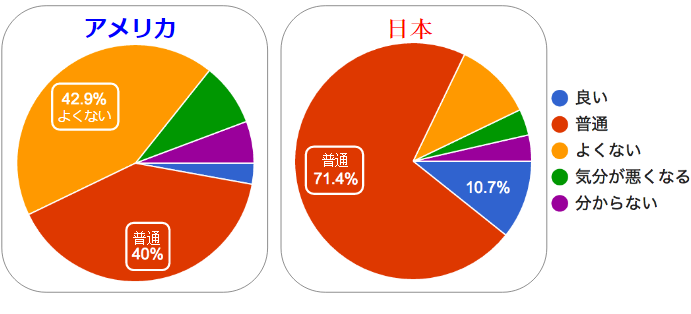 アメリカ
42.9%
よくない
普通
40%
日本
普通
71.4%
10.7%
良い
普通
よくない
気分が悪くなる
分からない